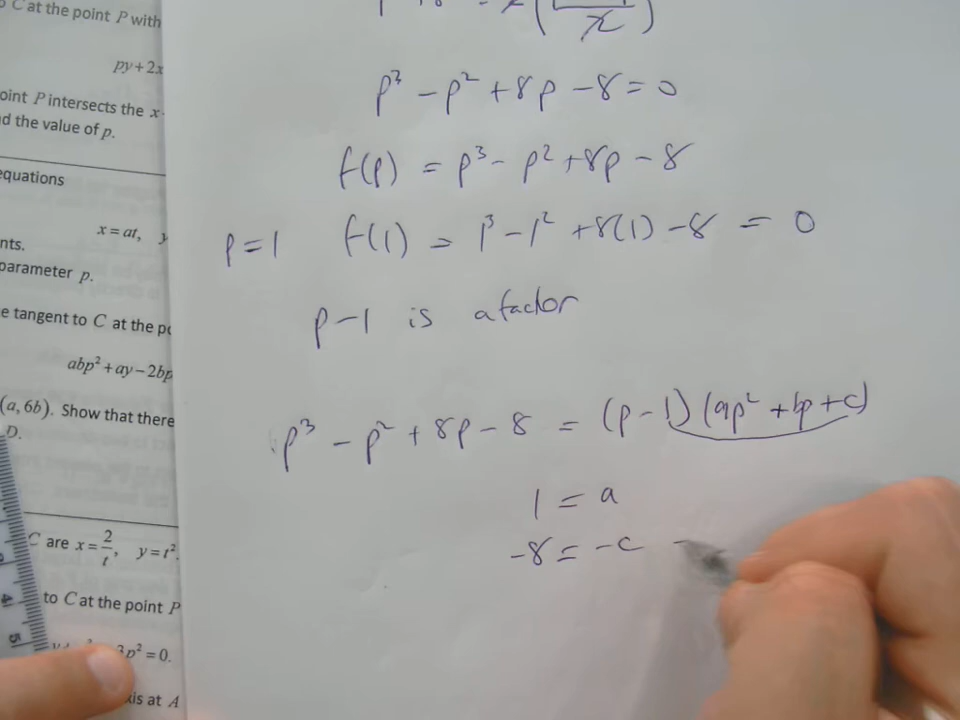 C at the point P with
py+2x
point P intersects the x
nd the value of p.
equations
x = at, y
nts.
parameter p.
e tangent to C at the po
abp² + ay – 2bp
(a, 6b). Show that there
D.
C are x = 2/t, y = t².
to C at the point P
p² = 0.
xis at A
p³ – p² + 8p – 8 = 0
f(p) = p³ – p² + 8p – 8
p = 1 f(1) = 1³ – 1² + 8(1) – 8 = 0
p – 1 is a factor
p³ – p² + 8p – 8 = (p – 1)(ap² + bp + c)
1 = a
-8 = -c